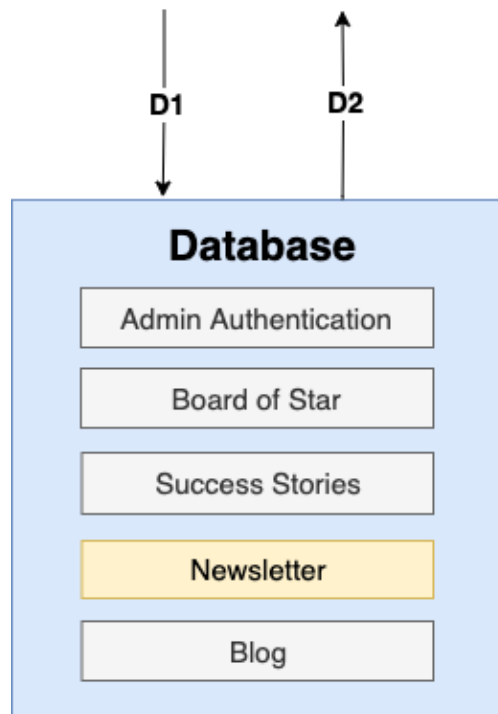 D1 D2
Database
Admin Authentication
Board of Star
Success Stories
Newsletter
Blog